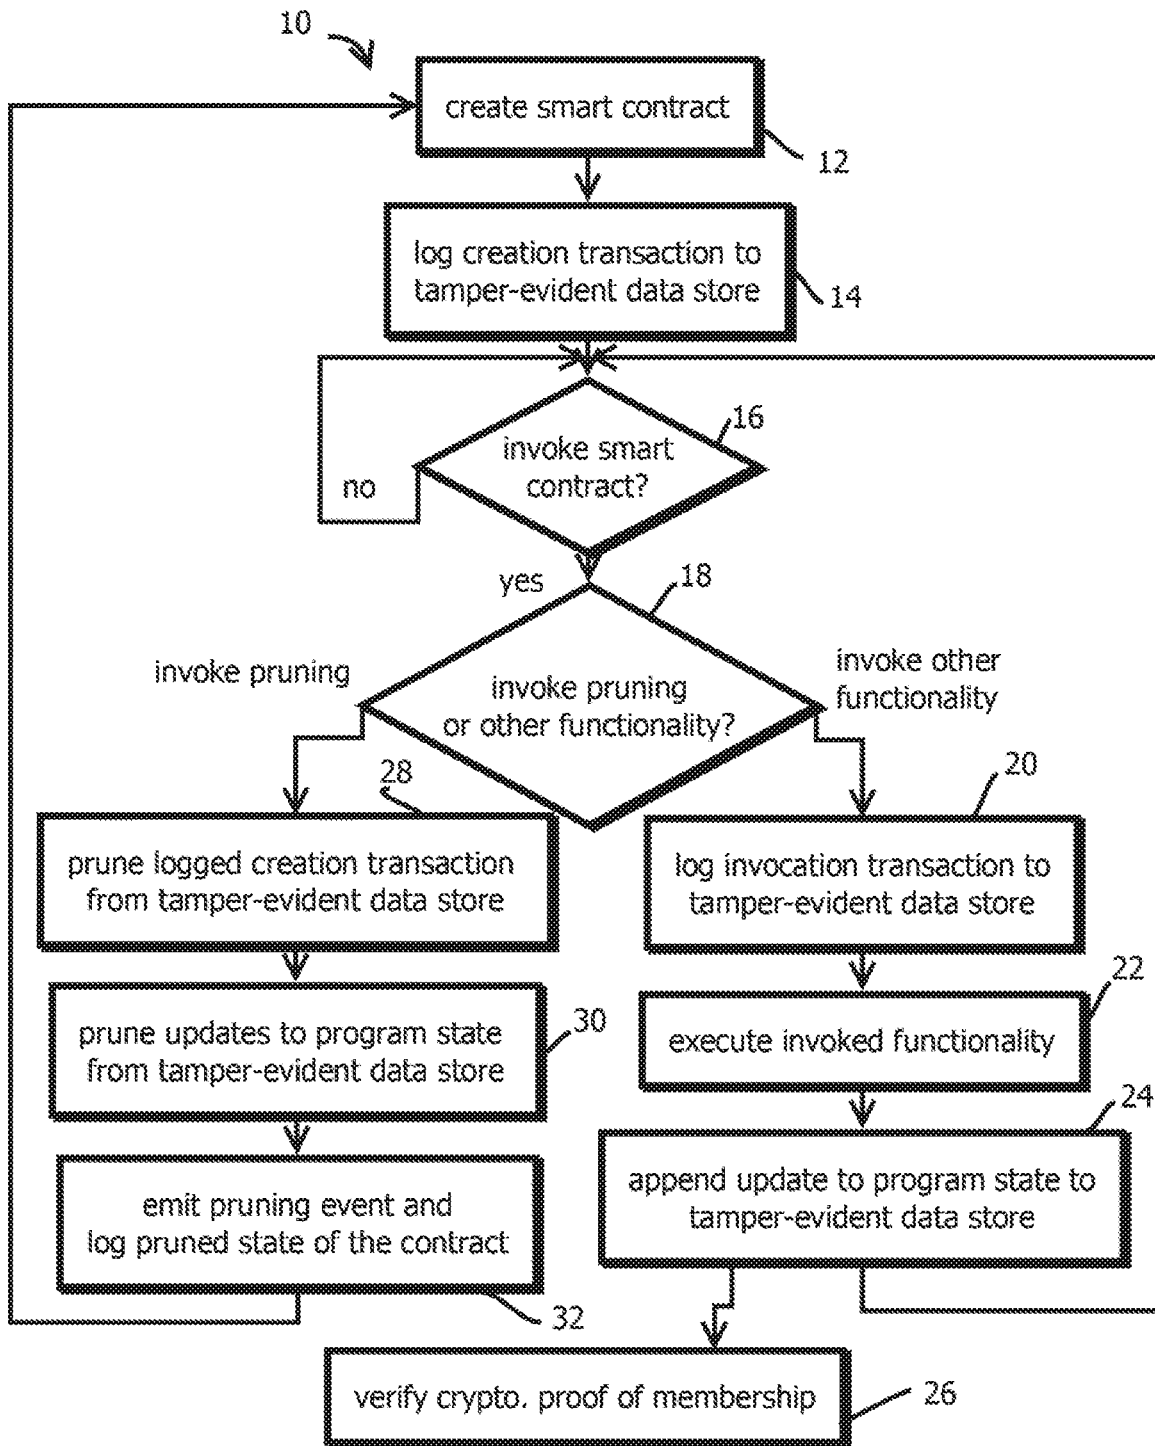 10
create smart contract
12
log creation transaction to
tamper-evident data store
14
16
invoke smart
contract?
no
yes
18
invoke pruning
invoke pruning
or other functionality?
invoke other
functionality
28
20
prune logged creation transaction
from tamper-evident data store
log invocation transaction to
tamper-evident data store
22
prune updates to program state
from tamper-evident data store
30
execute invoked functionality
24
emit pruning event and
log pruned state of the contract
append update to program state to
tamper-evident data store
32
verify crypto. proof of membership
26